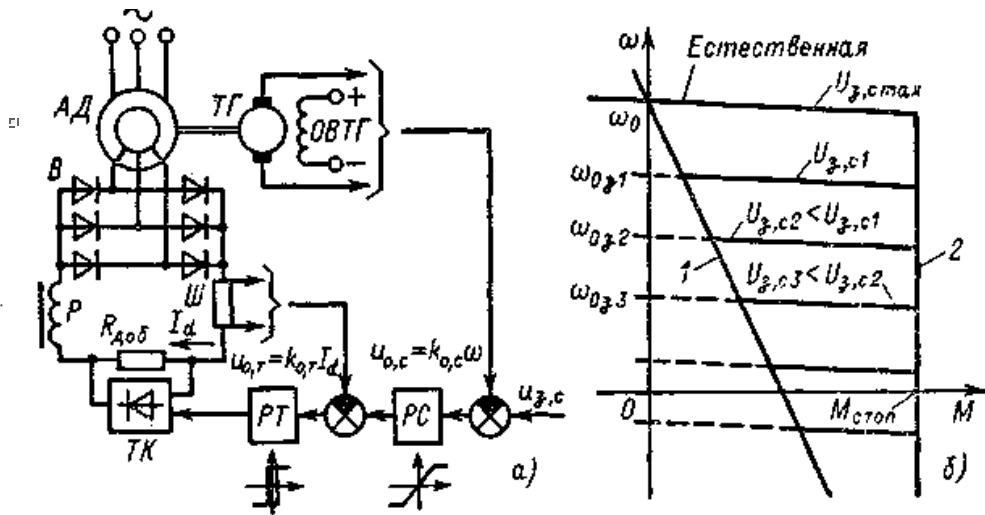 ~
АД
ТГ
+
ОВТГ
−
В
Р
Ш
R доб
I d
u о,т = k о,т I d
u о,с = k о,с ω
u з,с
РТ
РС
ТК
а)
ω
Естественная
U з,с max
ω 0
U з,с1
ω 0з1
U з,с2 < U з,с1
ω 0з2
1
2
U з,с3 < U з,с2
ω 0з3
0
М стоп
М
б)